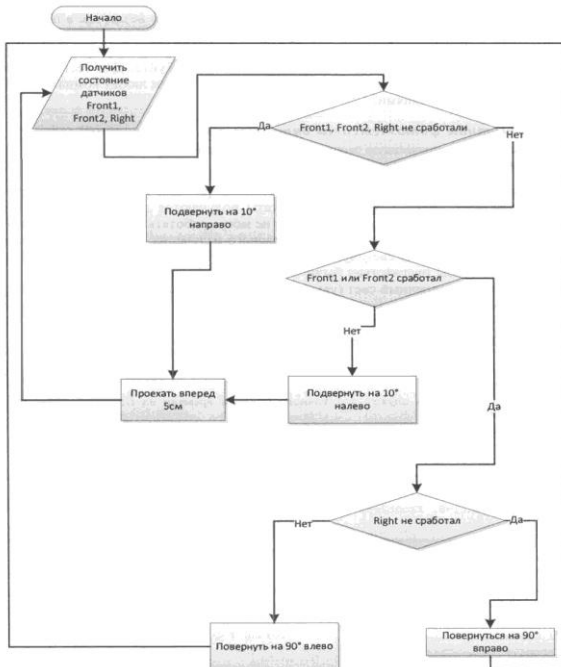 Начало
Получить
состояние
датчиков
Front1,
Front2, Right
Front1, Front2, Right не сработали
Да
Нет
Подвернуть на 10°
направо
Front1 или Front2 сработал
Нет
Да
Проехать вперед
5см
Подвернуть на 10°
налево
Right не сработал
Нет
Да
Повернуть на 90° влево
Повернуться на 90°
вправо